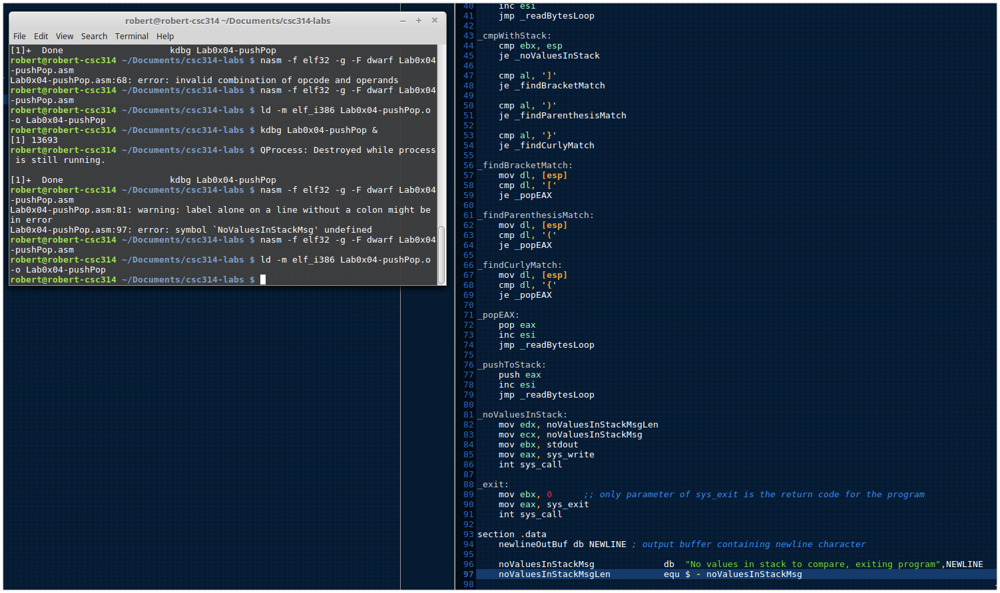 robert@robert-csc314 ~/Documents/csc314-labs
File Edit View Search Terminal Help
[1]+  Done                    kdbg Lab0x04-pushPop
robert@robert-csc314 ~/Documents/csc314-labs $ nasm -f elf32 -g -F dwarf Lab0x04
-pushPop.asm
Lab0x04-pushPop.asm:68: error: invalid combination of opcode and operands
robert@robert-csc314 ~/Documents/csc314-labs $ nasm -f elf32 -g -F dwarf Lab0x04
-pushPop.asm
robert@robert-csc314 ~/Documents/csc314-labs $ ld -m elf_i386 Lab0x04-pushPop.o
-o Lab0x04-pushPop
robert@robert-csc314 ~/Documents/csc314-labs $ kdbg Lab0x04-pushPop &
[1] 13693
robert@robert-csc314 ~/Documents/csc314-labs $ QProcess: Destroyed while process
 is still running.
[1]+  Done                    kdbg Lab0x04-pushPop
robert@robert-csc314 ~/Documents/csc314-labs $ nasm -f elf32 -g -F dwarf Lab0x04
-pushPop.asm
Lab0x04-pushPop.asm:81: warning: label alone on a line without a colon might be
in error
Lab0x04-pushPop.asm:97: error: symbol `NoValuesInStackMsg' undefined
robert@robert-csc314 ~/Documents/csc314-labs $ nasm -f elf32 -g -F dwarf Lab0x04
-pushPop.asm
robert@robert-csc314 ~/Documents/csc314-labs $ ld -m elf_i386 Lab0x04-pushPop.o
-o Lab0x04-pushPop
robert@robert-csc314 ~/Documents/csc314-labs $
40     inc esi
41     jmp _readBytesLoop
42
43 _cmpWithStack:
44     cmp ebx, esp
45     je _noValuesInStack
46
47     cmp al, ']'
48     je _findBracketMatch
49
50     cmp al, ')'
51     je _findParenthesisMatch
52
53     cmp al, '}'
54     je _findCurlyMatch
55
56 _findBracketMatch:
57     mov dl, [esp]
58     cmp dl, '['
59     je _popEAX
60
61 _findParenthesisMatch:
62     mov dl, [esp]
63     cmp dl, '('
64     je _popEAX
65
66 _findCurlyMatch:
67     mov dl, [esp]
68     cmp dl, '{'
69     je _popEAX
70
71 _popEAX:
72     pop eax
73     inc esi
74     jmp _readBytesLoop
75
76 _pushToStack:
77     push eax
78     inc esi
79     jmp _readBytesLoop
80
81 _noValuesInStack:
82     mov edx, noValuesInStackMsgLen
83     mov ecx, noValuesInStackMsg
84     mov ebx, stdout
85     mov eax, sys_write
86     int sys_call
87
88 _exit:
89     mov ebx, 0      ;; only parameter of sys_exit is the return code for the program
90     mov eax, sys_exit
91     int sys_call
92
93 section .data
94     newlineOutBuf db NEWLINE ; output buffer containing newline character
95
96     noValuesInStackMsg             db  "No values in stack to compare, exiting program",NEWLINE
97     noValuesInStackMsgLen          equ $ - noValuesInStackMsg
98